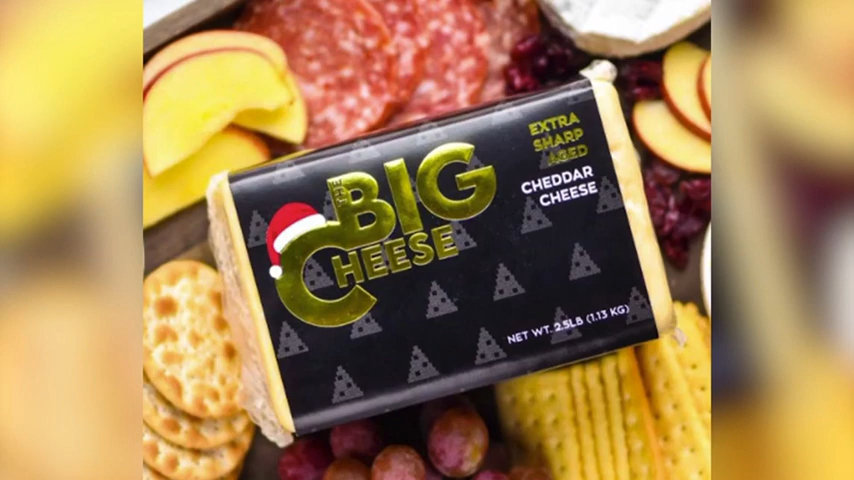 THE
BIG
CHEESE
EXTRA
SHARP
AGED
CHEDDAR
CHEESE
NET WT. 2.5LB (1.13 KG)